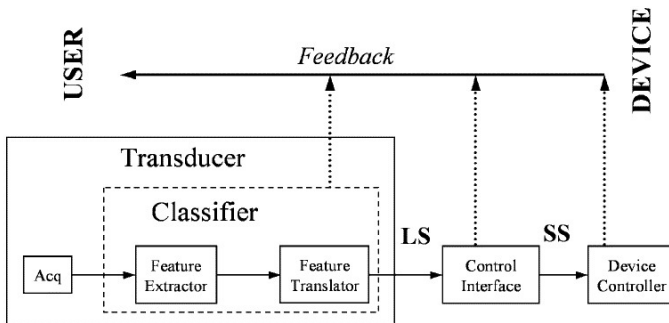 USER
Feedback
DEVICE
Transducer
Classifier
LS
SS
Acq
Feature
Extractor
Feature
Translator
Control
Interface
Device
Controller